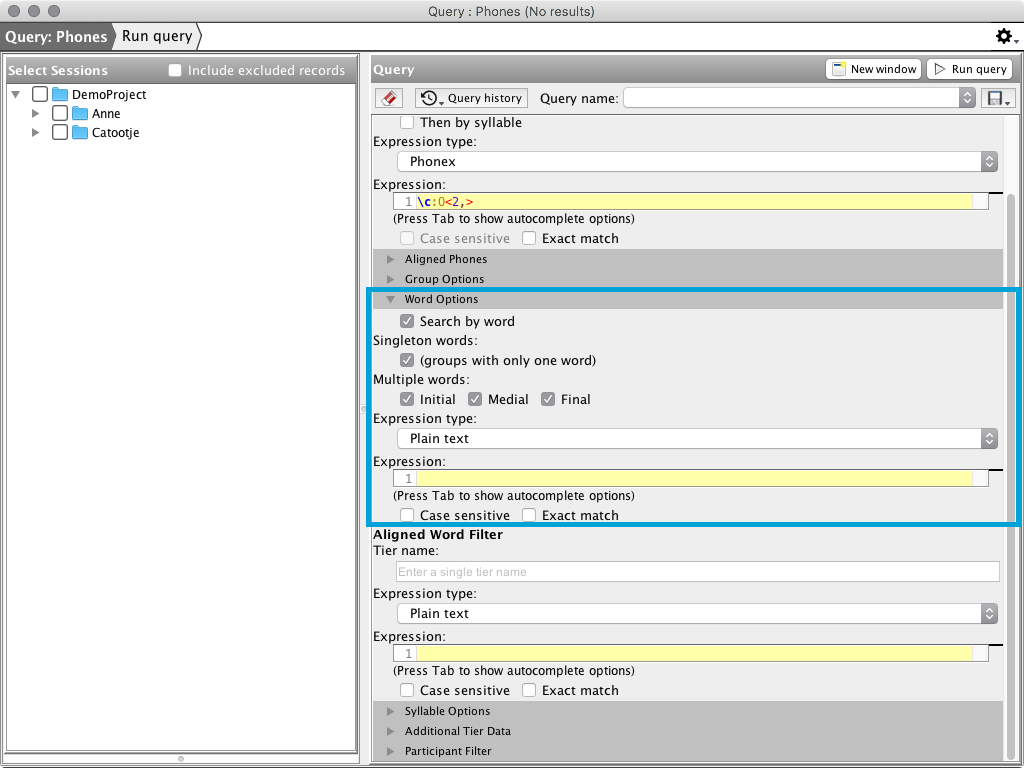 Query : Phones (No results)
Query: Phones Run query
Select Sessions Include excluded records
DemoProject
Anne
Catootje
Query New window Run query
Query history Query name:
Then by syllable
Expression type:
Phonex
Expression:
1 \c:O<2,>
(Press Tab to show autocomplete options)
Case sensitive Exact match
Aligned Phones
Group Options
Word Options
Search by word
Singleton words:
(groups with only one word)
Multiple words:
Initial Medial Final
Expression type:
Plain text
Expression:
1
(Press Tab to show autocomplete options)
Case sensitive Exact match
Aligned Word Filter
Tier name:
Enter a single tier name
Expression type:
Plain text
Expression:
1
(Press Tab to show autocomplete options)
Case sensitive Exact match
Syllable Options
Additional Tier Data
Participant Filter